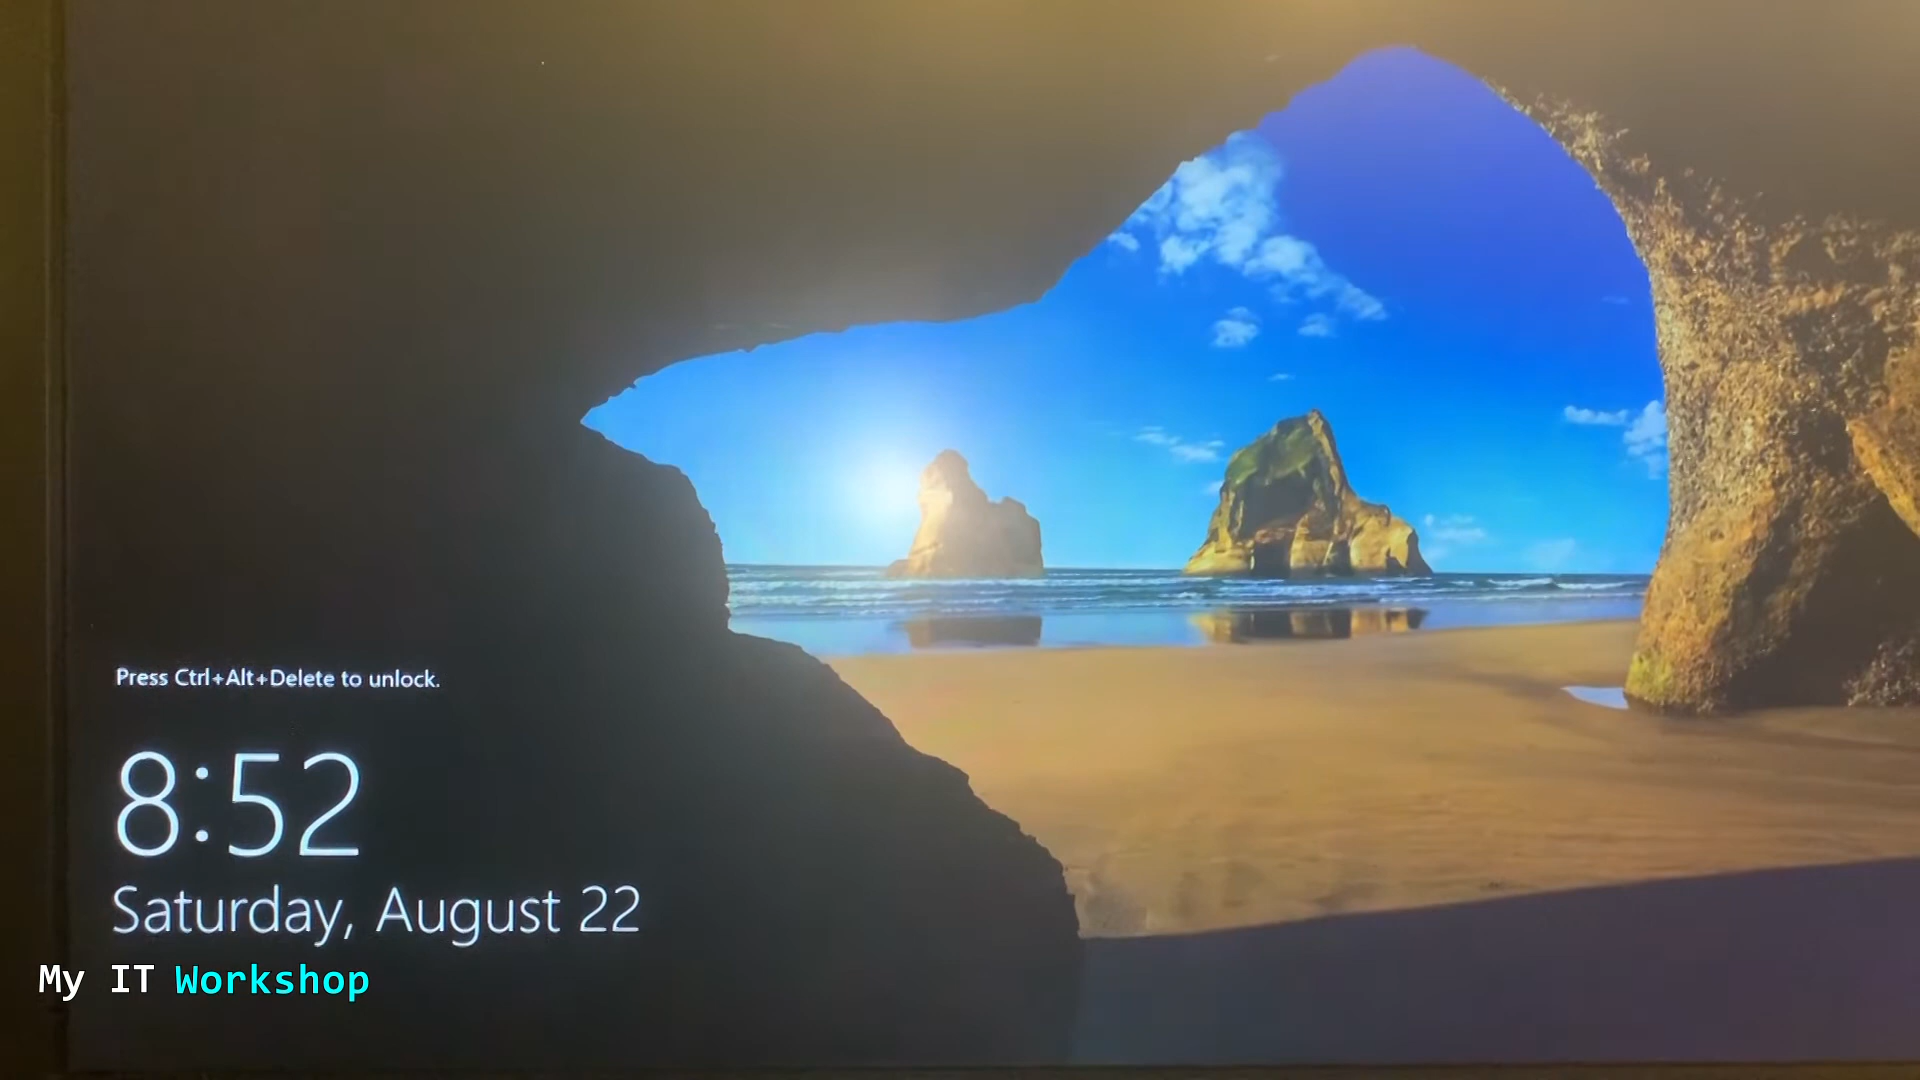 Press Ctrl+Alt+Delete to unlock.
8:52
Saturday, August 22
My IT Workshop